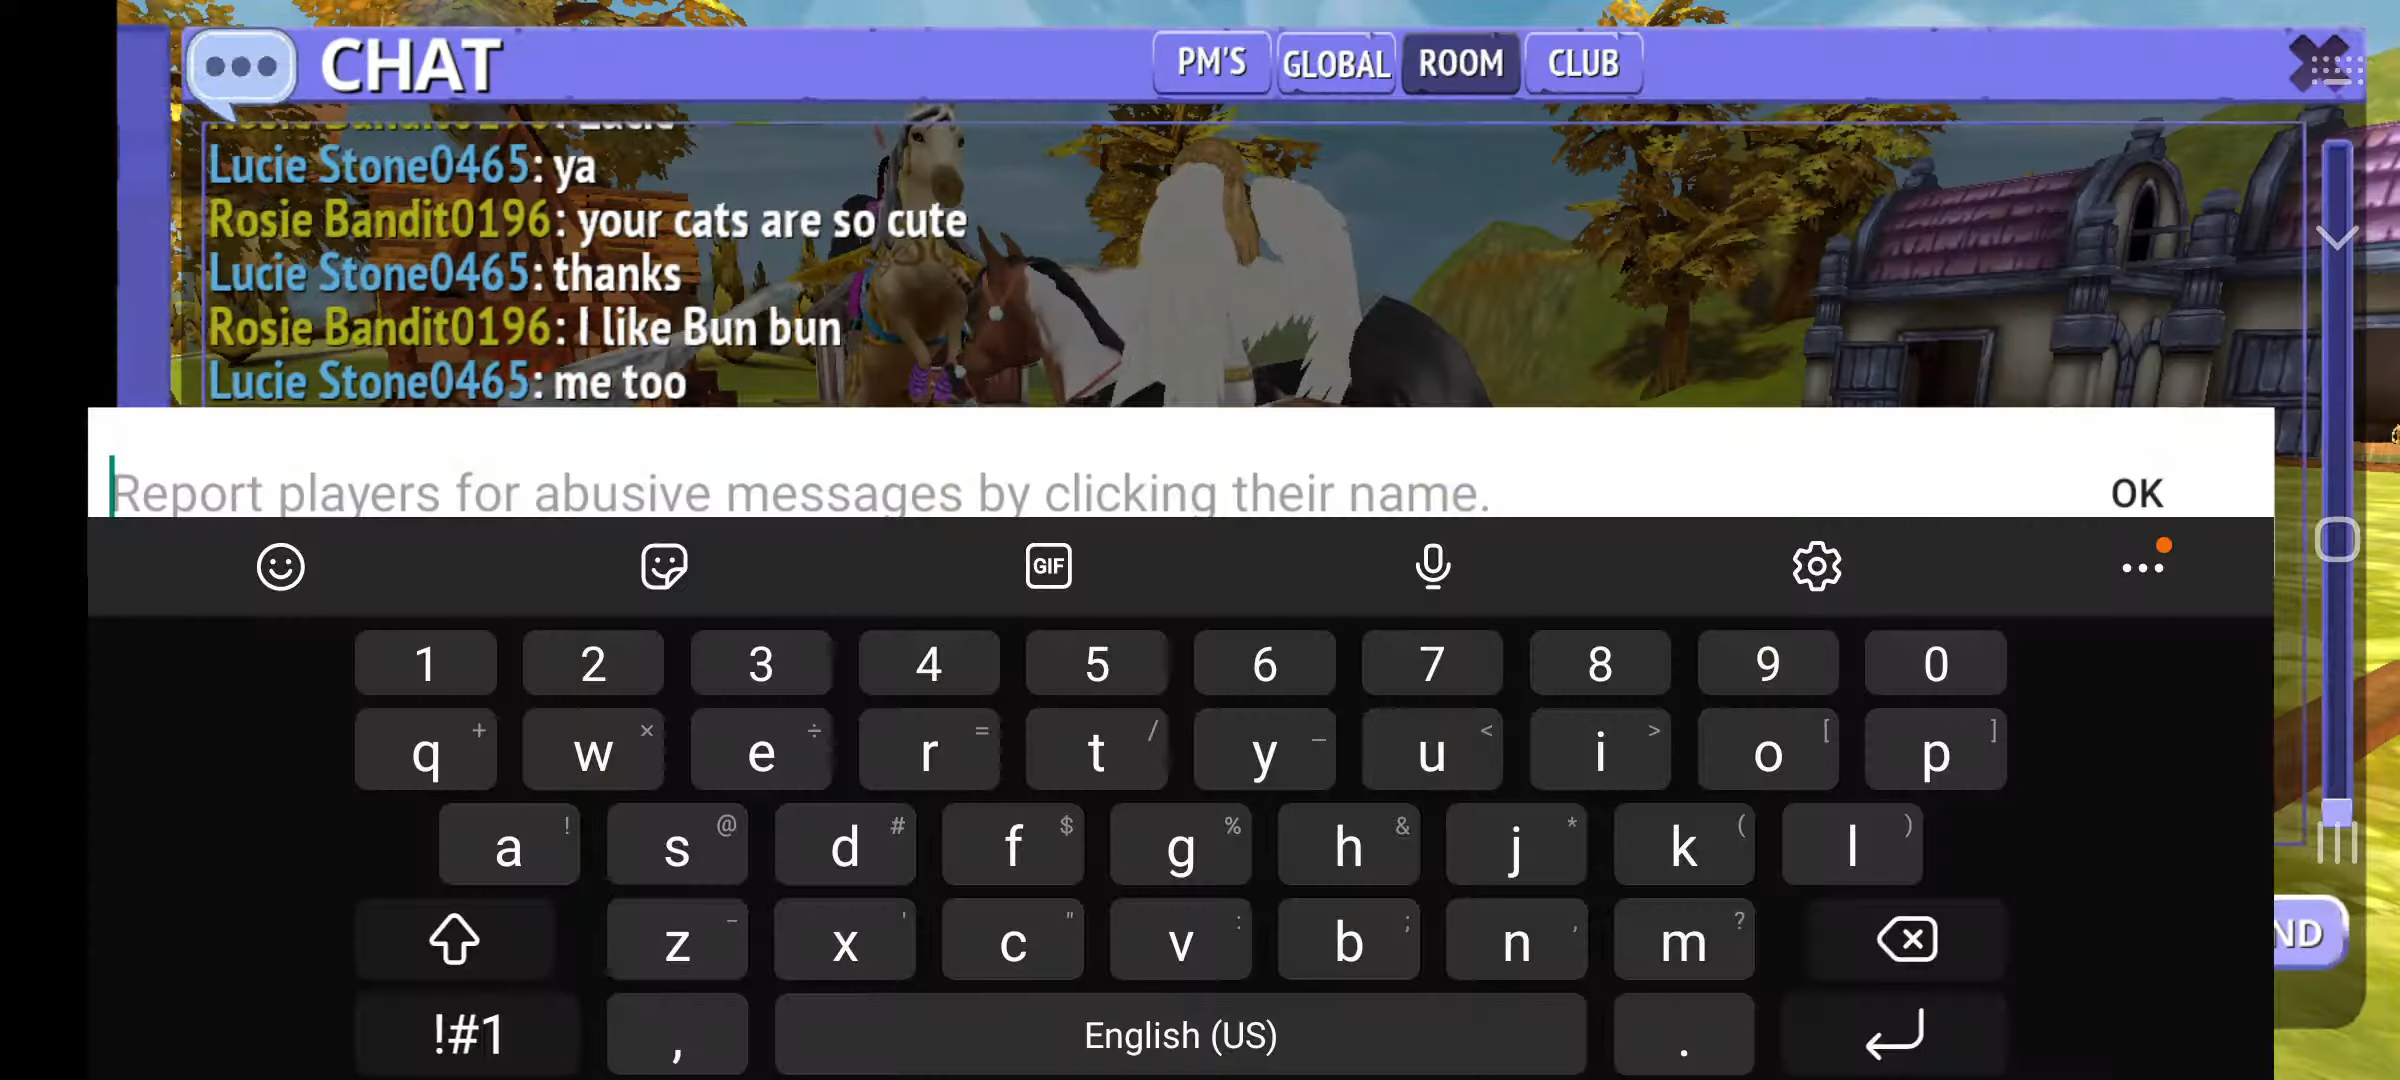 CHAT
PM'S GLOBAL ROOM CLUB
Lucie Stone0465: ya
Rosie Bandit0196: your cats are so cute
Lucie Stone0465: thanks
Rosie Bandit0196: I like Bun bun
Lucie Stone0465: me too
Report players for abusive messages by clicking their name. OK
GIF
1 2 3 4 5 6 7 8 9 0
q + w × e ÷ r = t / y _ u < i > o [ p ]
a ! s @ d # f $ g % h & j * k ( l )
z - x ' c " v : b ; n , m ?
ND
!#1 , English (US) .